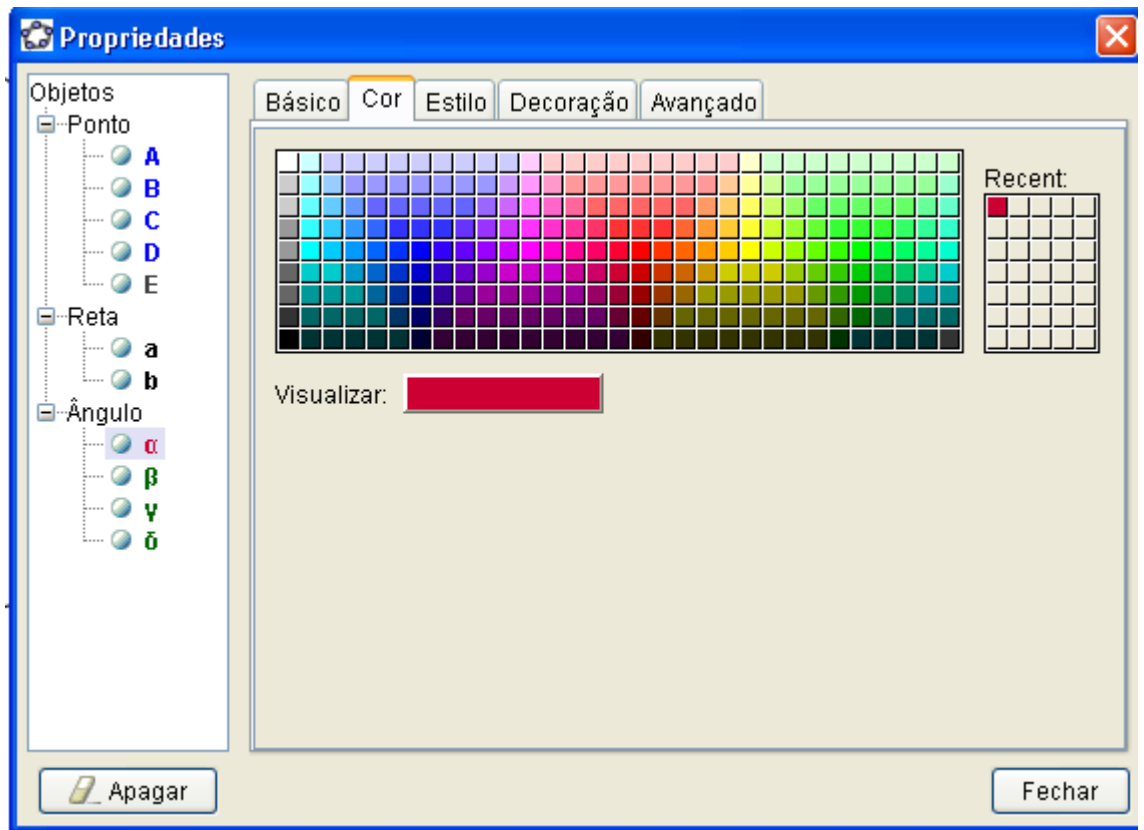 Propriedades
Objetos
Ponto
A
B
C
D
E
Reta
a
b
Ângulo
α
β
γ
δ
Básico Cor Estilo Decoração Avançado
Recent:
Visualizar:
Apagar
Fechar